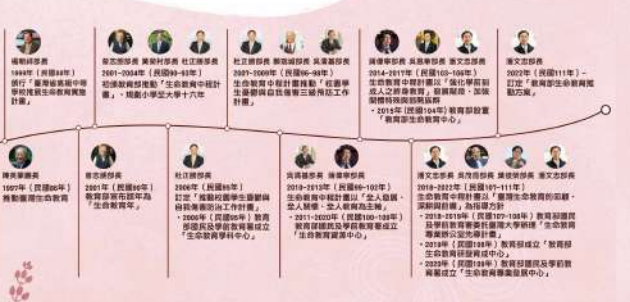 楊朝祥部長
1998年（民國88年）
頒行「臺灣省高級中等
學校推展生命教育實施
計畫」
曾志朗部長 黃榮村部長 杜正勝部長
2001-2004年（民國90-93年）
初頒教育部推動「生命教育中程計
畫」，規劃小學至大學十六年
杜正勝部長 鄭瑞城部長 吳清基部長
2007-2009年（民國96-98年）
生命教育中程計畫推動「校園學
生憂鬱與自我傷害三級預防工作計
畫」
蔣偉寧部長 吳思華部長 潘文忠部長
2014-2017年（民國103-106年）
生命教育中程計畫以「強化學前到
成人之終身教育」發展階段，加強
關懷特殊與弱勢族群
・2015年（民國104年）教育部設置
「教育部生命教育中心」
潘文忠部長
2022年（民國111年）-
訂定「教育部生命教育推
動方案」
陳英豪廳長
1997年（民國86年）
推動臺灣生命教育
曾志朗部長
2001年（民國90年）
教育部宣布該年為
「生命教育年」
杜正勝部長
2006年（民國95年）
訂定「推動校園學生憂鬱與
自我傷害防治工作計畫」
・2006年（民國95年）教育
部國民及學前教育署成立
「生命教育學科中心」
吳清基部長 蔣偉寧部長
2010-2013年（民國99-102年）
生命教育中程計畫以「全人發展、
全人關懷、全人教育為主軸」
・2011-2020年（民國100-109年）
教育部國民及學前教育署成立
「生命教育資源中心」
潘文忠部長 吳茂昆部長 葉俊榮部長 潘文忠部長
2018-2022年（民國107-111年）
生命教育中程計畫以「臺灣生命教育的回顧、
深耕與前瞻」為指導方針
・2018-2019年（民國107-108年）教育部國民
及學前教育署委託臺灣大學辦理「生命教育
專業辦公室先導計畫」
・2019年（民國108年）教育部成立「教育部
生命教育研發育成中心」
・2020年（民國109年）教育部國民及學前教
育署成立「生命教育專業發展中心」